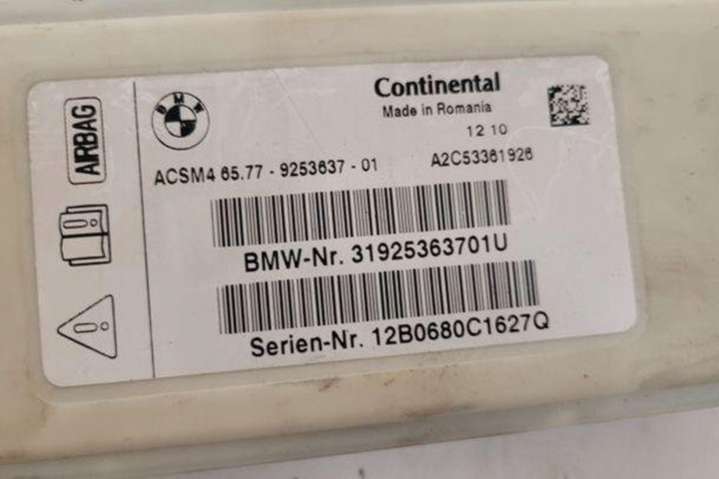 AIRBAG
BMW
Continental
Made in Romania
12 10
ACSM4 65.77 - 9253637 - 01 A2C53361926
BMW-Nr. 31925363701U
Serien-Nr. 12B0680C1627Q